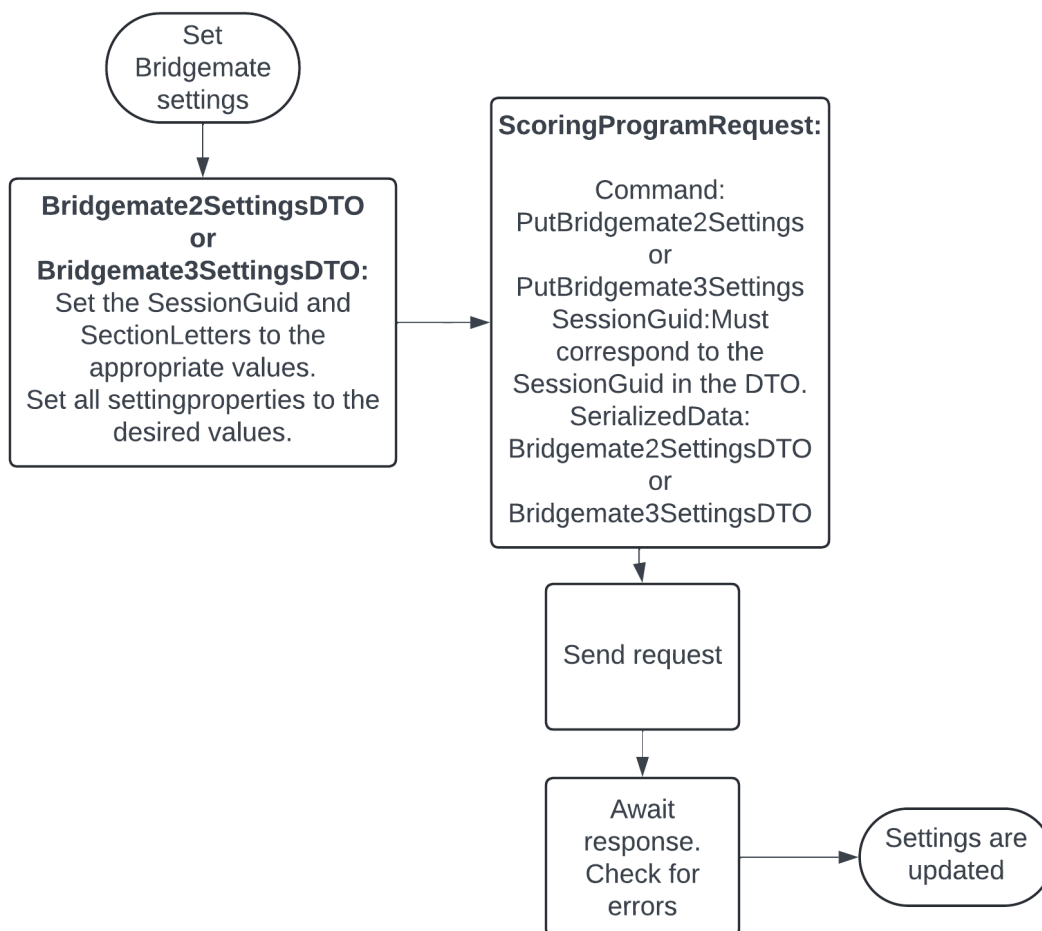 Set
Bridgemate
settings
Bridgemate2SettingsDTO
or
Bridgemate3SettingsDTO:
Set the SessionGuid and
SectionLetters to the
appropriate values.
Set all settingproperties to the
desired values.
ScoringProgramRequest:
Command:
PutBridgemate2Settings
or
PutBridgemate3Settings
SessionGuid:Must
correspond to the
SessionGuid in the DTO.
SerializedData:
Bridgemate2SettingsDTO
or
Bridgemate3SettingsDTO
Send request
Await
response.
Check for
errors
Settings are
updated